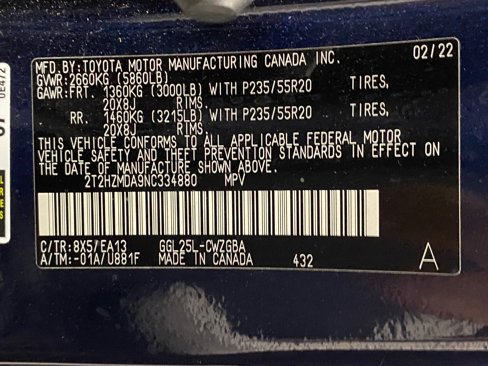 MFD.BY:TOYOTA MOTOR MANUFACTURING CANADA INC. 02/22
GVWR:2660KG (5860LB)
GAWR:FRT. 1360KG (3000LB) WITH P235/55R20 TIRES,
20X8J RIMS,
RR. 1460KG (3215LB) WITH P235/55R20 TIRES,
20X8J RIMS.
THIS VEHICLE CONFORMS TO ALL APPLICABLE FEDERAL MOTOR
VEHICLE SAFETY AND THEFT PREVENTION STANDARDS IN EFFECT ON
THE DATE OF MANUFACTURE SHOWN ABOVE.
2T2HZMDA9NC334880 MPV
C/TR:8X5/EA13 GGL25L-CWZGBA
A/TM:-01A/U881F MADE IN CANADA 432 A
0E472